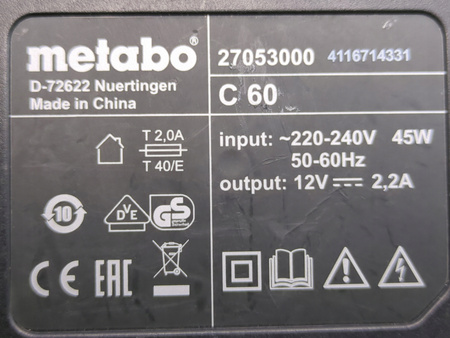 metabo®
D-72622 Nuertingen
Made in China
27053000 4116714331
C 60
T 2,0A
T 40/E
input: ~220-240V 45W
50-60Hz
output: 12V⎓ 2,2A
10
DVE
GS
CE EAC